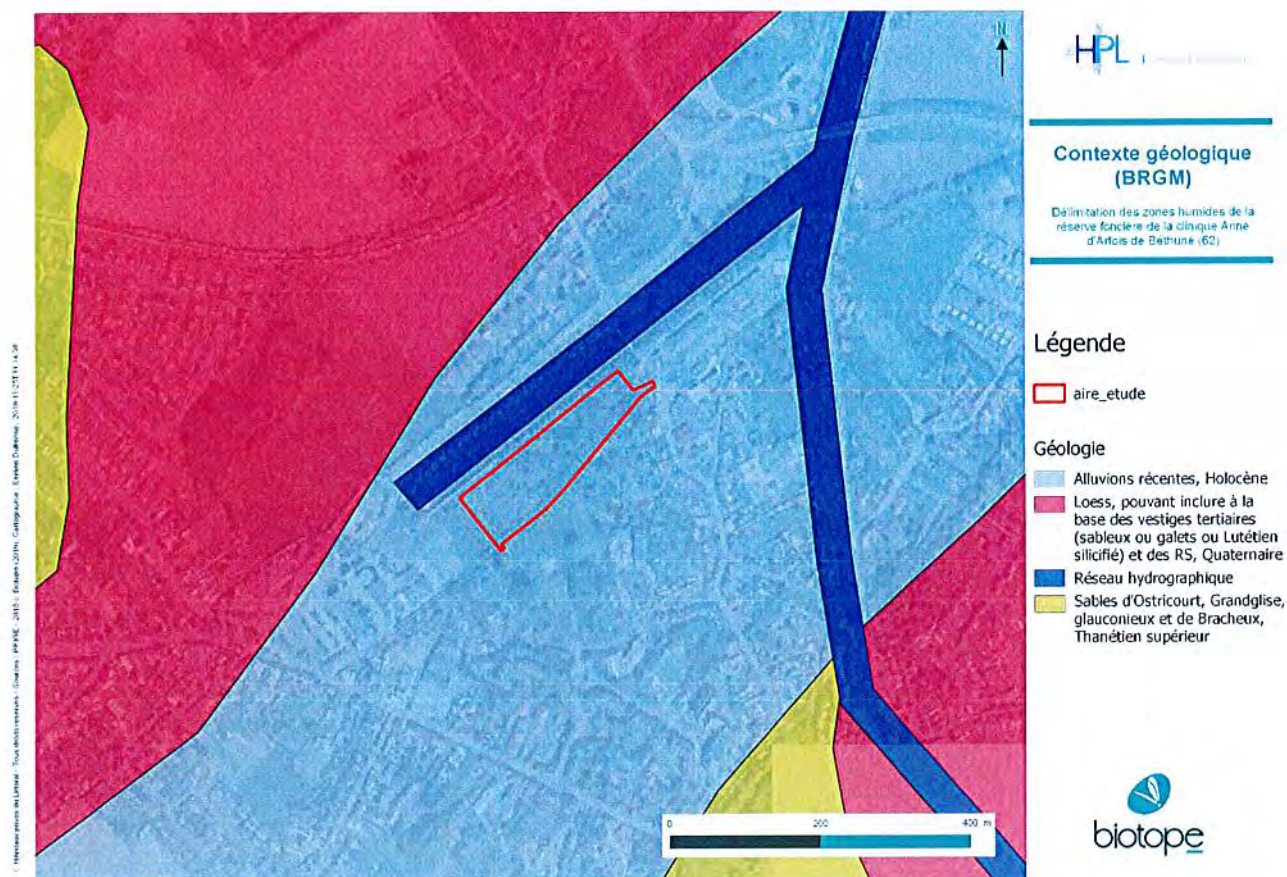 N
HPL
Contexte géologique
(BRGM)
Délimitation des zones humides de la
réserve foncière de la clinique Anne
d'Artois de Béthune (62)
Légende
aire_etude
Géologie
Alluvions récentes, Holocène
Loess, pouvant inclure à la
base des vestiges tertiaires
(sableux ou galets ou Lutétien
silicifié) et des RS, Quaternaire
Réseau hydrographique
Sables d'Ostricourt, Grandglise,
glauconieux et de Bracheux,
Thanétien supérieur
0 200 400 m
biotope